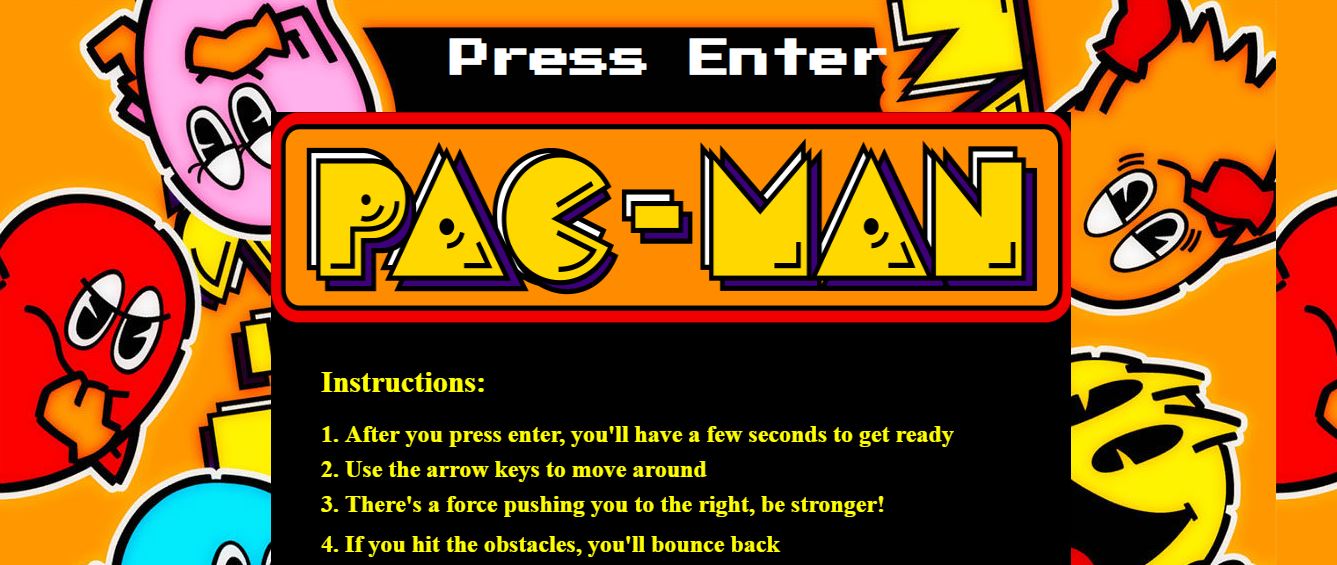 Press Enter
PAC-MAN
Instructions:
1. After you press enter, you'll have a few seconds to get ready
2. Use the arrow keys to move around
3. There's a force pushing you to the right, be stronger!
4. If you hit the obstacles, you'll bounce back